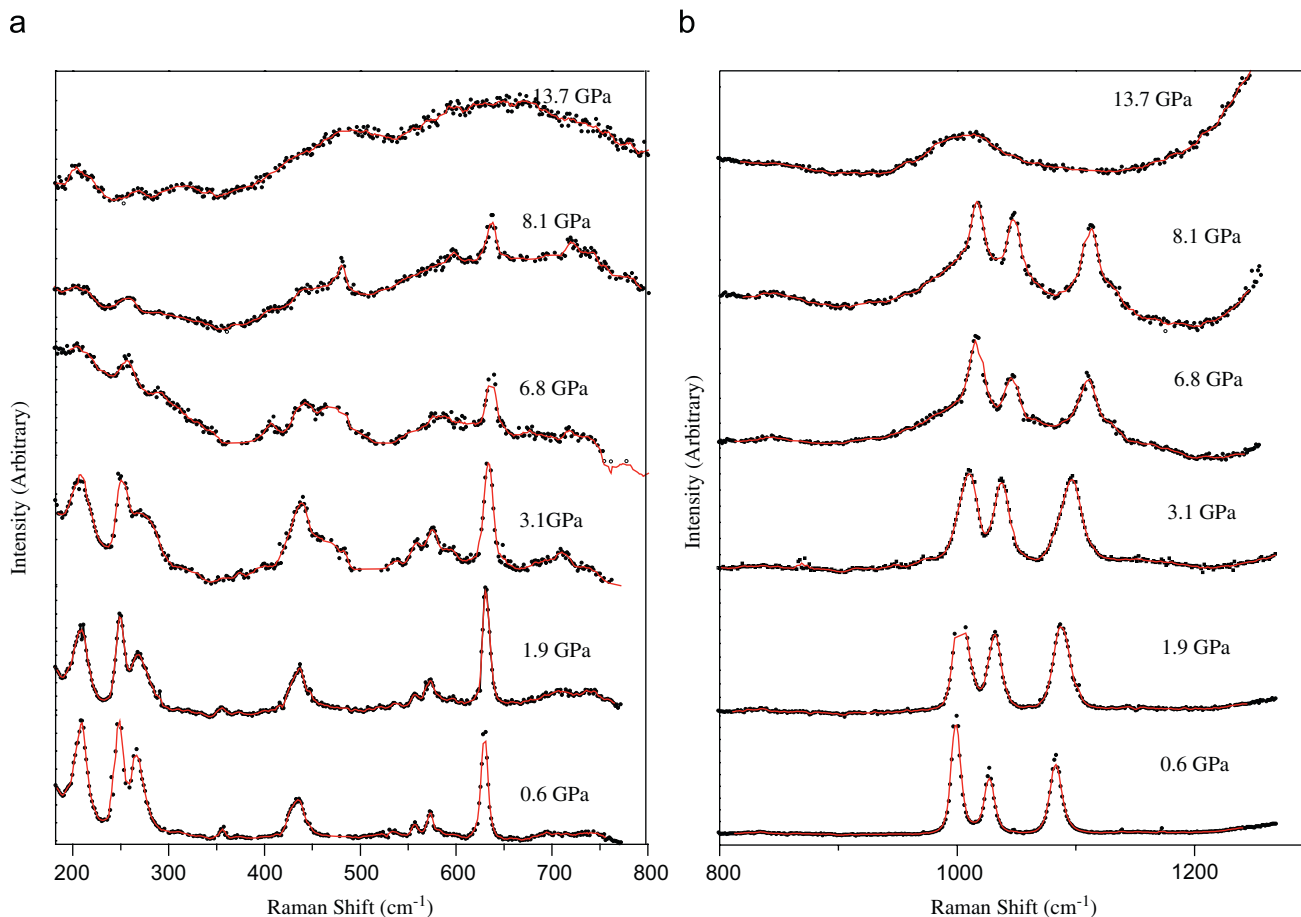 a
b
13.7 GPa
8.1 GPa
6.8 GPa
3.1GPa
1.9 GPa
0.6 GPa
Intensity (Arbitrary)
200 300 400 500 600 700 800
Raman Shift (cm-1)
13.7 GPa
8.1 GPa
6.8 GPa
3.1 GPa
1.9 GPa
0.6 GPa
Intensity (Arbitrary)
800 1000 1200
Raman Shift (cm-1)